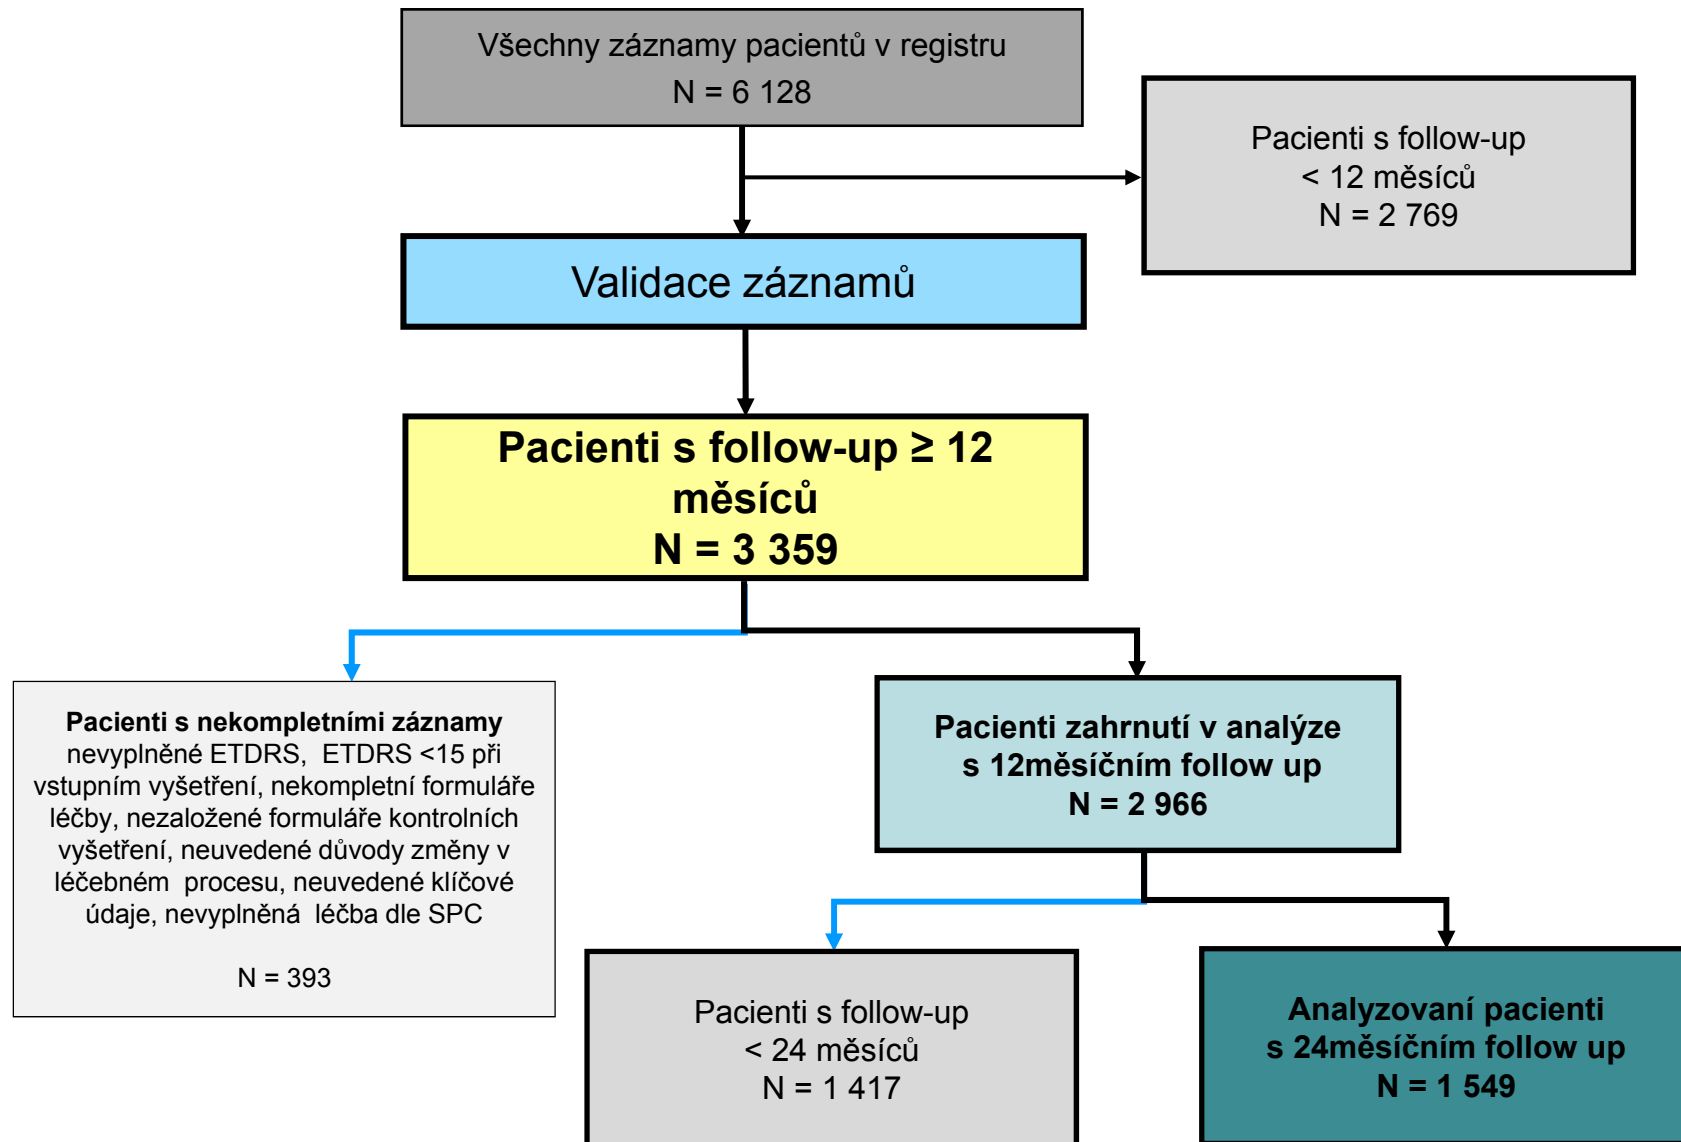 Všechny záznamy pacientů v registru
N = 6 128
Pacienti s follow-up
< 12 měsíců
N = 2 769
Validace záznamů
Pacienti s follow-up ≥ 12
měsíců
N = 3 359
Pacienti s nekompletními záznamy
nevyplněné ETDRS,  ETDRS <15 při
vstupním vyšetření, nekompletní formuláře
léčby, nezaložené formuláře kontrolních
vyšetření, neuvedené důvody změny v
léčebném  procesu, neuvedené klíčové
údaje, nevyplněná  léčba dle SPC
N = 393
Pacienti zahrnutí v analýze
s 12měsíčním follow up
N = 2 966
Pacienti s follow-up
< 24 měsíců
N = 1 417
Analyzovaní pacienti
s 24měsíčním follow up
N = 1 549